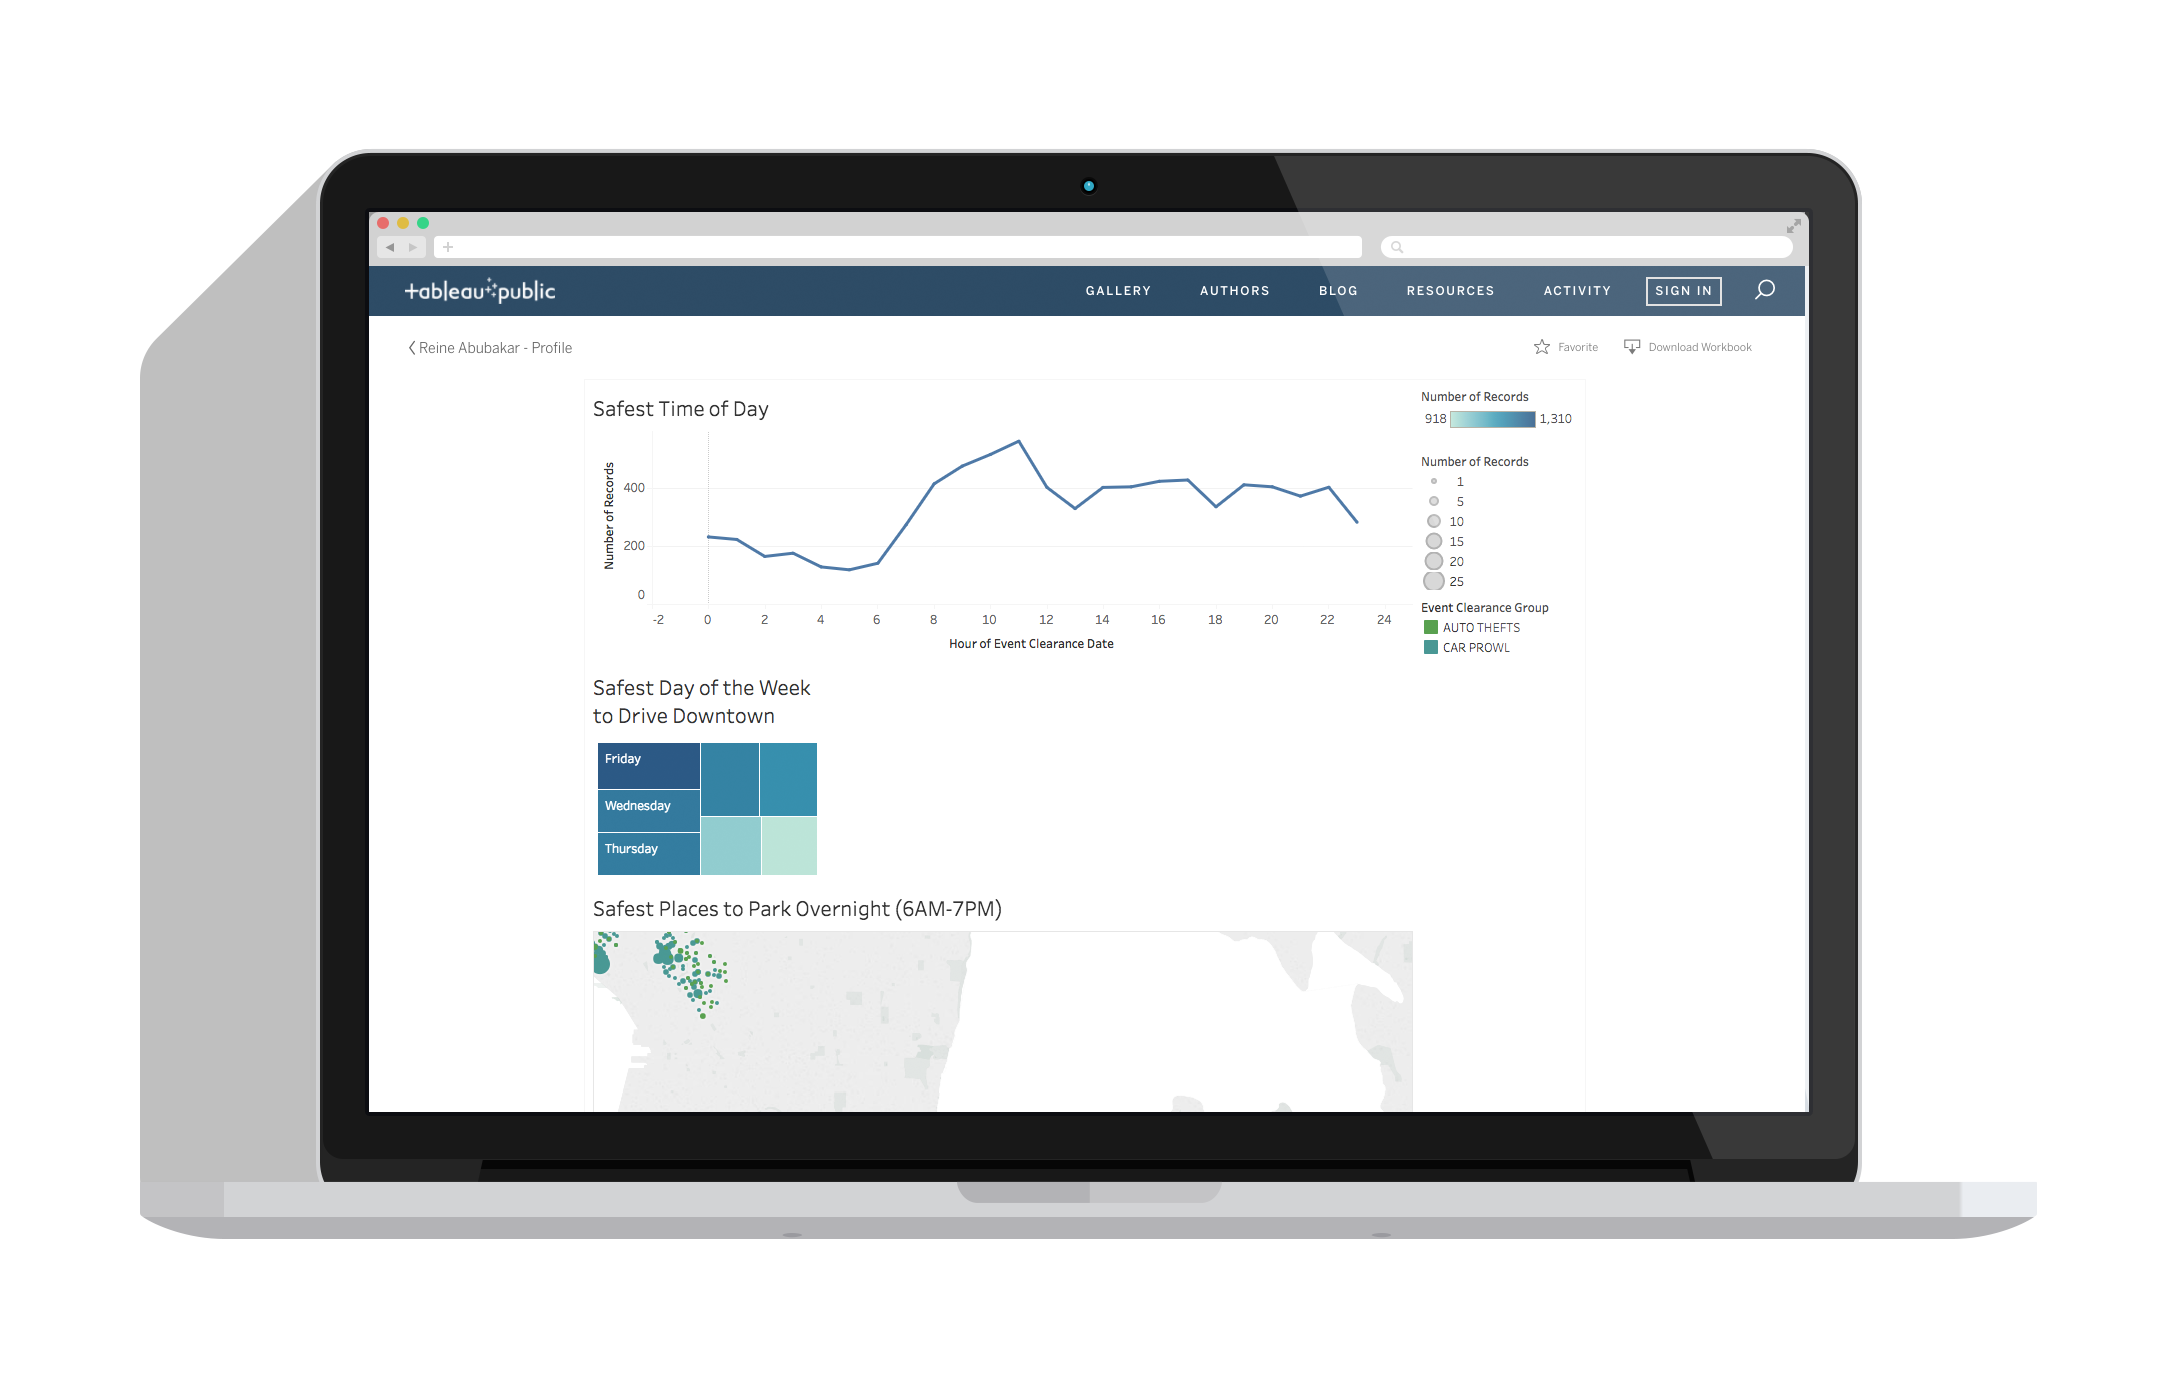 tableau public
GALLERY AUTHORS BLOG RESOURCES ACTIVITY SIGN IN
Reine Abubakar - Profile
Favorite Download Workbook
Safest Time of Day
Number of Records
400
200
0
-2 0 2 4 6 8 10 12 14 16 18 20 22 24
Hour of Event Clearance Date
Number of Records
918 1,310
Number of Records
1
5
10
15
20
25
Event Clearance Group
AUTO THEFTS
CAR PROWL
Safest Day of the Week
to Drive Downtown
Friday
Wednesday
Thursday
Safest Places to Park Overnight (6AM-7PM)